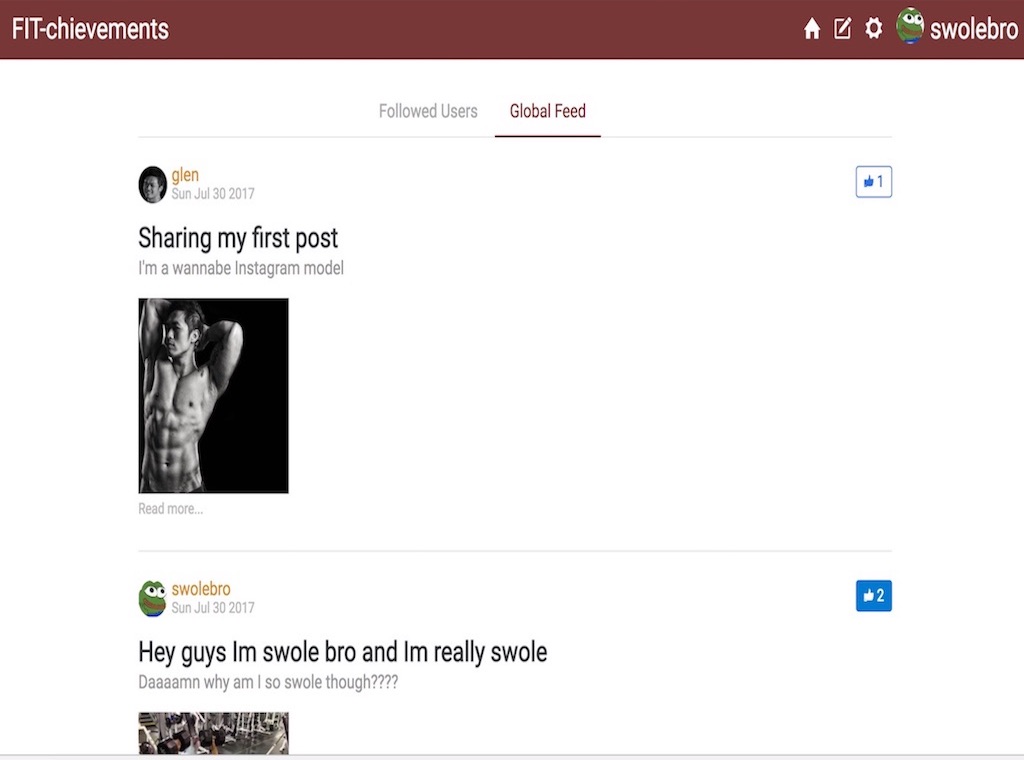 FIT-chievements
swolebro
Followed Users
Global Feed
glen
Sun Jul 30 2017
1
Sharing my first post
I'm a wannabe Instagram model
Read more...
swolebro
Sun Jul 30 2017
2
Hey guys Im swole bro and Im really swole
Daaaamn why am I so swole though????